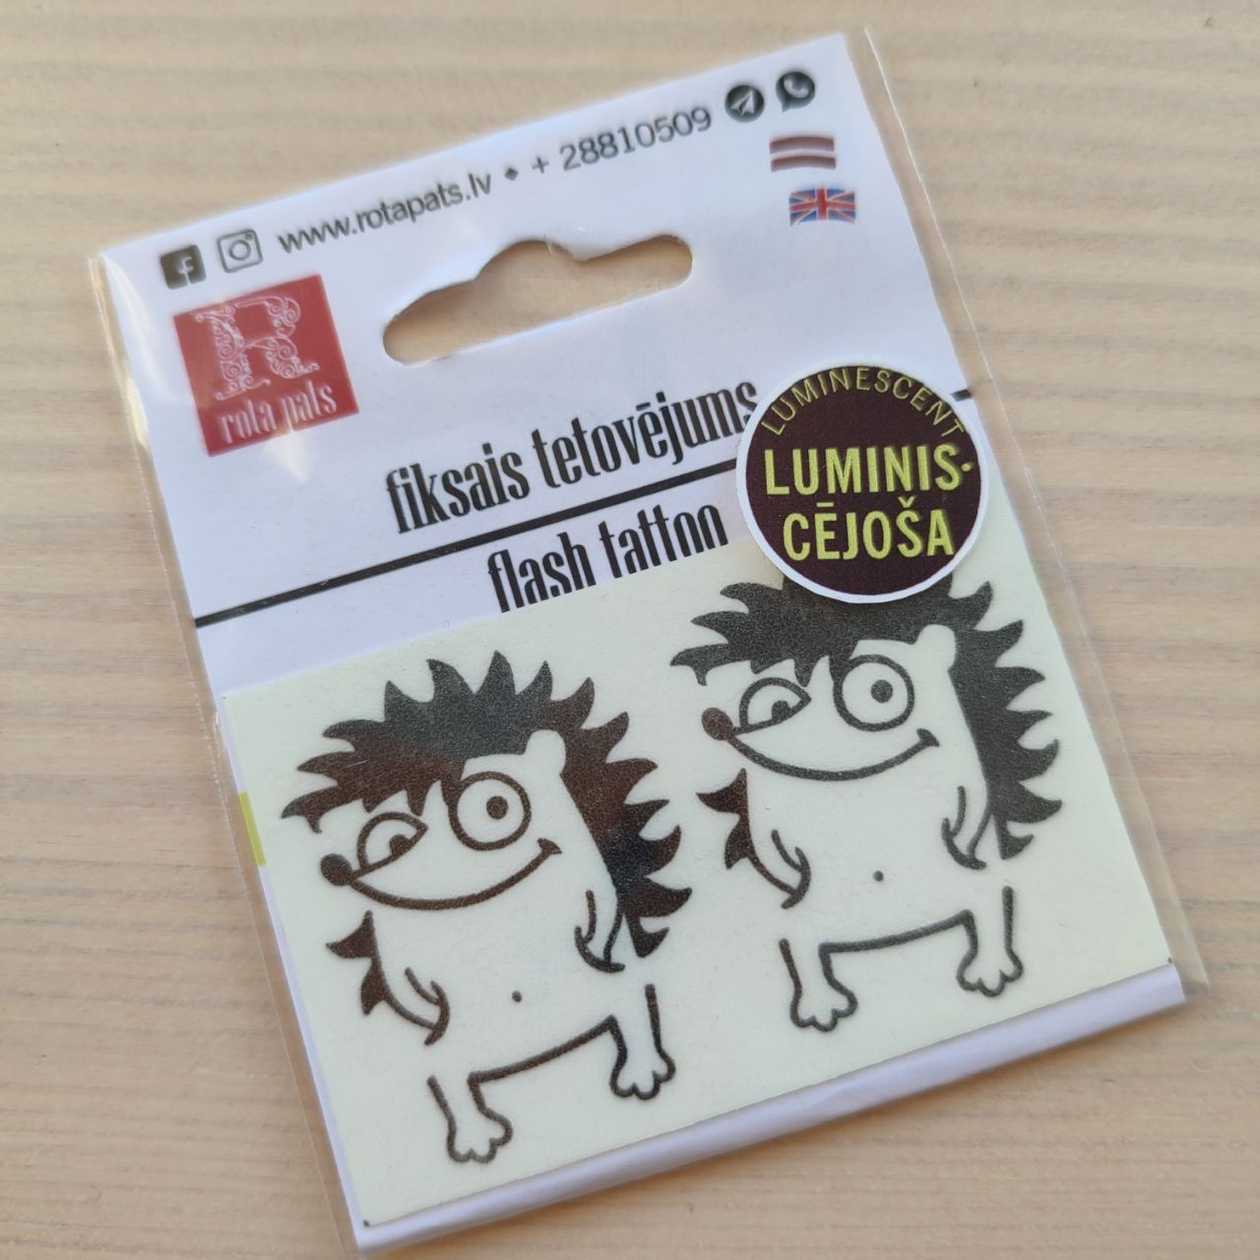 www.rotapats.lv • + 28810509
R
rota pats
fiksais tetovējums
flash tattoo
LUMINESCENT
LUMINIS-
CĒJOŠA